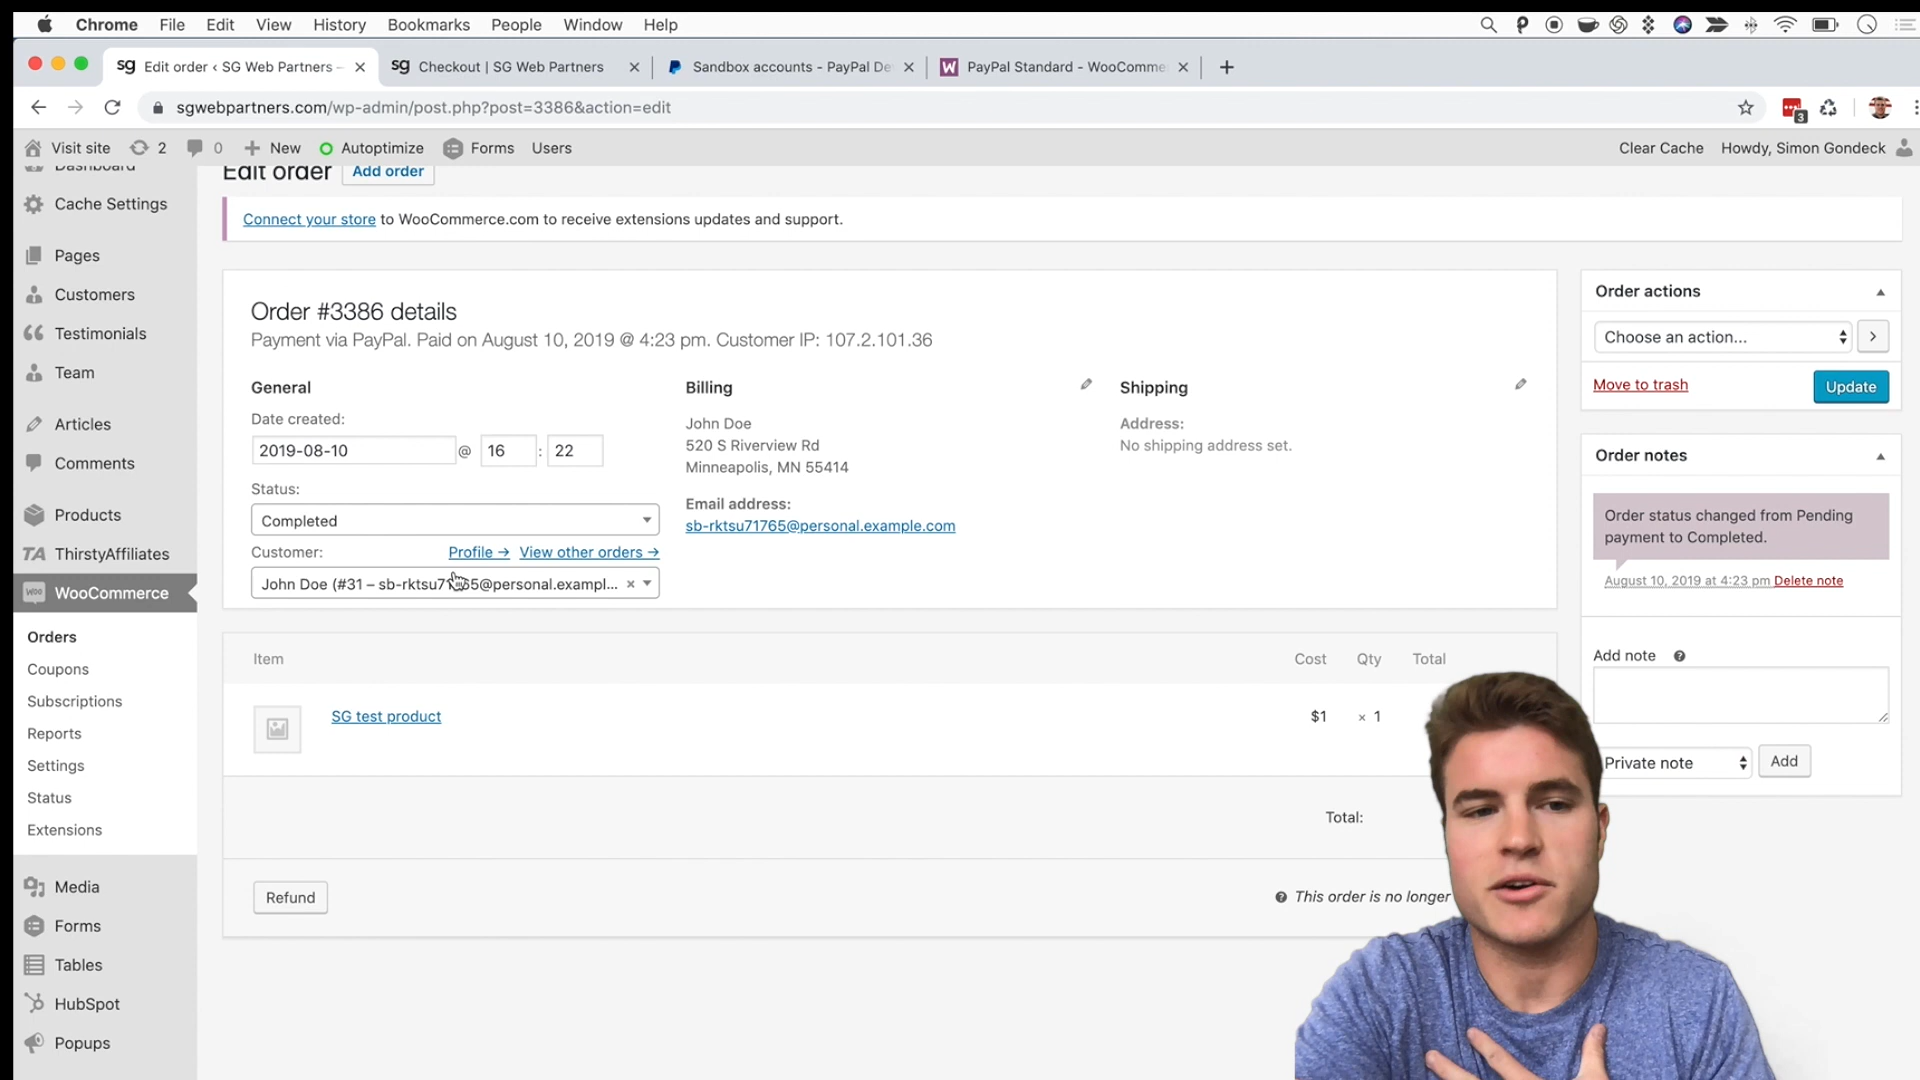 Chrome File Edit View History Bookmarks People Window Help
sg Edit order ‹ SG Web Partners – × sg Checkout | SG Web Partners × Sandbox accounts - PayPal De × W PayPal Standard - WooComme × +
sgwebpartners.com/wp-admin/post.php?post=3386&action=edit 3
Visit site 2 0 + New Autoptimize Forms Users Clear Cache Howdy, Simon Gondeck
Dashboard
Cache Settings
Pages
Customers
Testimonials
Team
Articles
Comments
Products
TA ThirstyAffiliates
Woo WooCommerce
Orders
Coupons
Subscriptions
Reports
Settings
Status
Extensions
Media
Forms
Tables
HubSpot
Popups
Edit order Add order
Connect your store to WooCommerce.com to receive extensions updates and support.
Order #3386 details
Payment via PayPal. Paid on August 10, 2019 @ 4:23 pm. Customer IP: 107.2.101.36
General
Date created:
2019-08-10 @ 16 : 22
Status:
Completed
Customer: Profile → View other orders →
John Doe (#31 – sb-rktsu71765@personal.exampl... ×
Billing
John Doe
520 S Riverview Rd
Minneapolis, MN 55414
Email address:
sb-rktsu71765@personal.example.com
Shipping
Address:
No shipping address set.
Item Cost Qty Total
SG test product $1 × 1
Total:
Refund This order is no longer
Order actions
Choose an action...
Move to trash Update
Order notes
Order status changed from Pending
payment to Completed.
August 10, 2019 at 4:23 pm Delete note
Add note
Private note Add